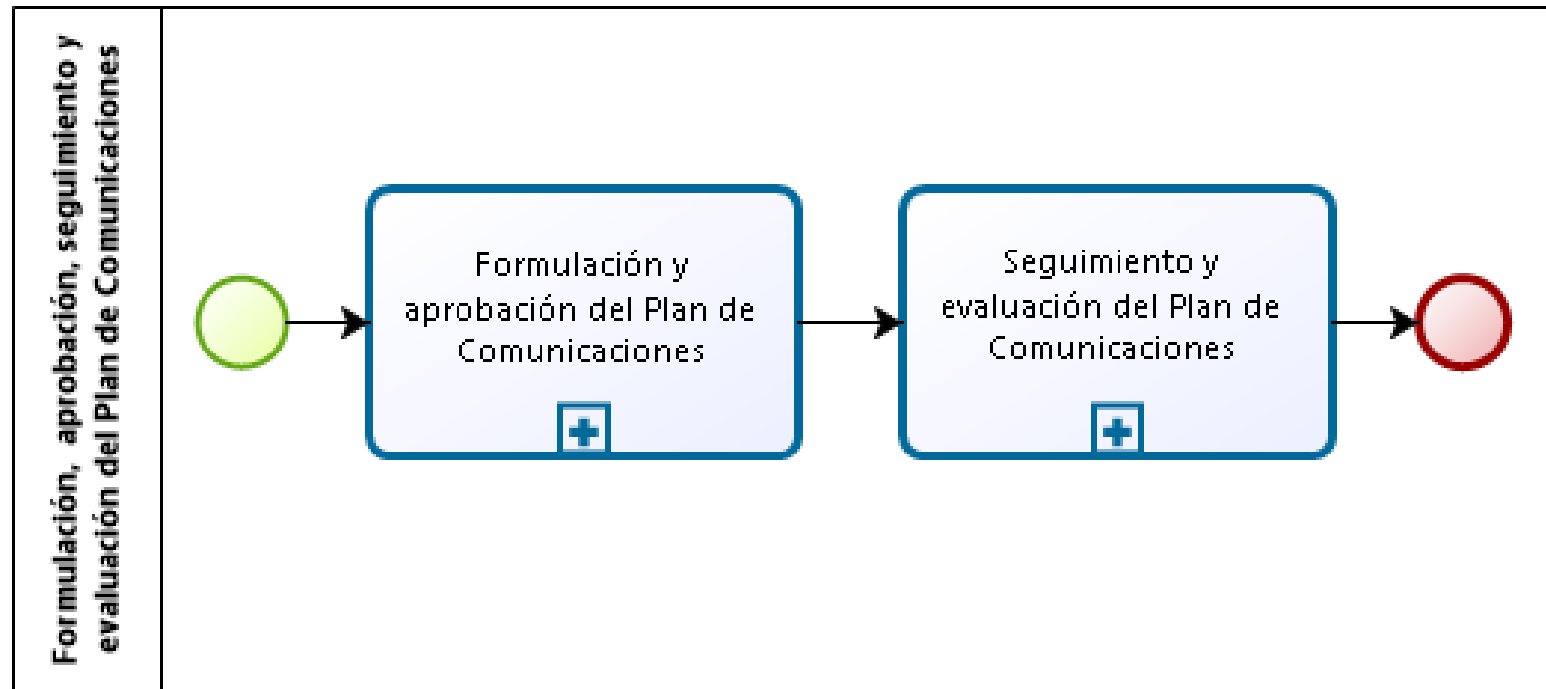 Formulación, aprobación, seguimiento y
evaluación del Plan de Comunicaciones
Formulación y
aprobación del Plan de
Comunicaciones
Seguimiento y
evaluación del Plan de
Comunicaciones